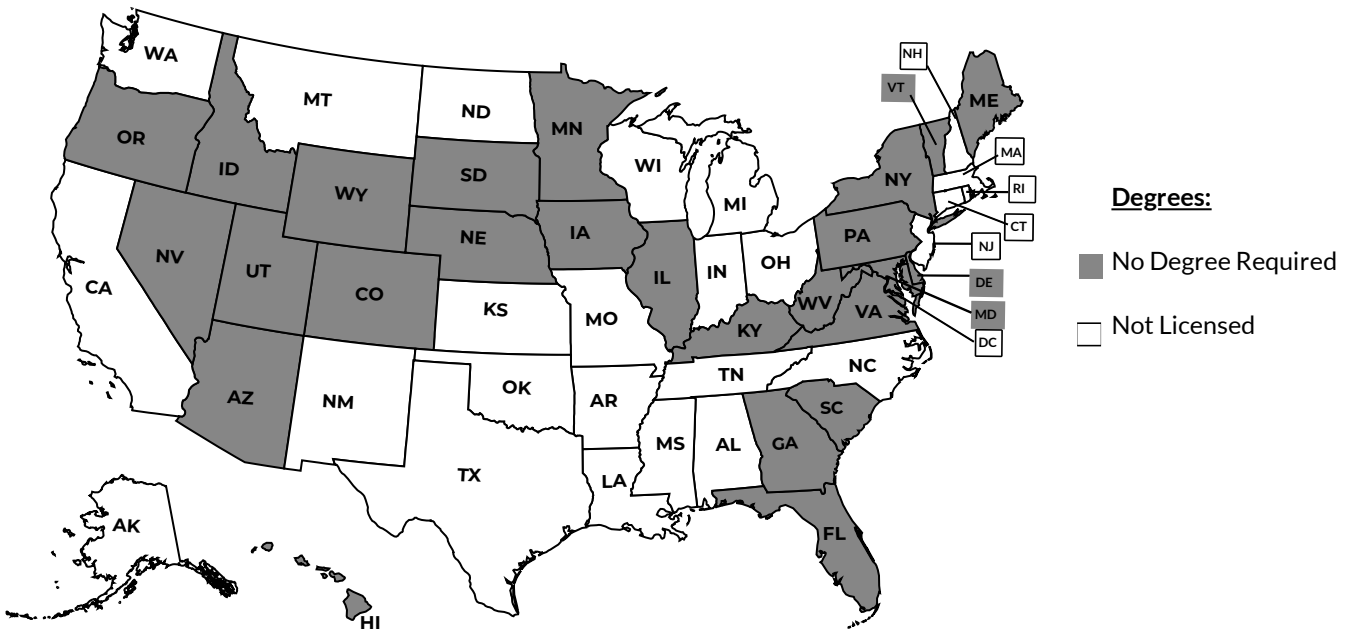 WA
MT
ND
MN
OR
ID
WY
SD
WI
MI
NH
VT
ME
NY
MA
RI
CT
NJ
PA
DE
MD
DC
NV
UT
CO
NE
IA
IL
IN
OH
CA
KS
MO
KY
WV
VA
AZ
NM
OK
AR
TN
NC
SC
TX
LA
MS
AL
GA
FL
AK
HI
Degrees:
No Degree Required
Not Licensed